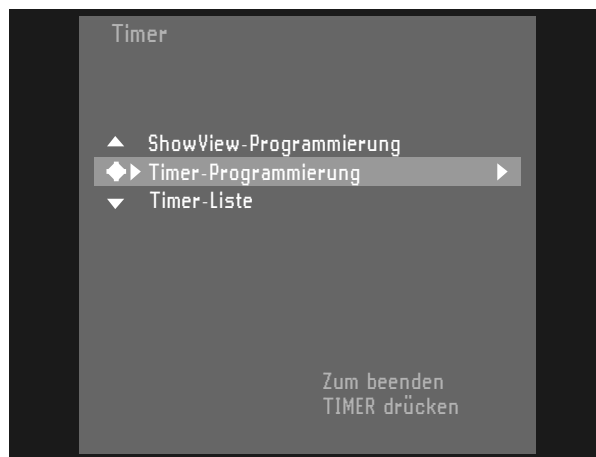 Timer
ShowView-Programmierung
Timer-Programmierung
Timer-Liste
Zum beenden
TIMER drücken